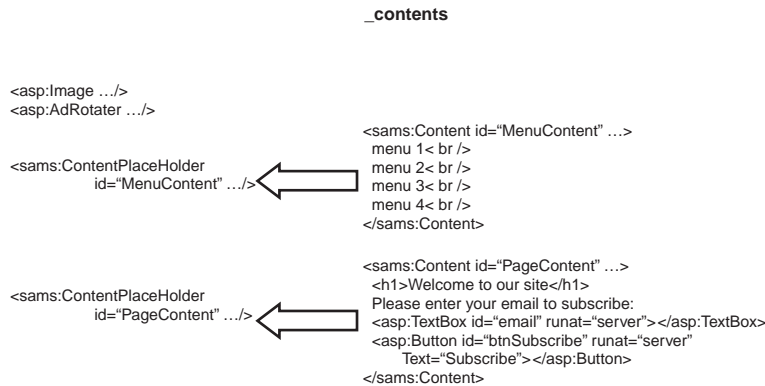 _contents
<asp:Image …/>
<asp:AdRotater …/>
<sams:ContentPlaceHolder
id=“MenuContent” …/>
<sams:Content id=“MenuContent” …>
menu 1< br />
menu 2< br />
menu 3< br />
menu 4< br />
</sams:Content>
<sams:ContentPlaceHolder
id=“PageContent” …/>
<sams:Content id=“PageContent” …>
<h1>Welcome to our site</h1>
Please enter your email to subscribe:
<asp:TextBox id=“email” runat=“server”></asp:TextBox>
<asp:Button id=“btnSubscribe” runat=“server”
Text=“Subscribe”></asp:Button>
</sams:Content>